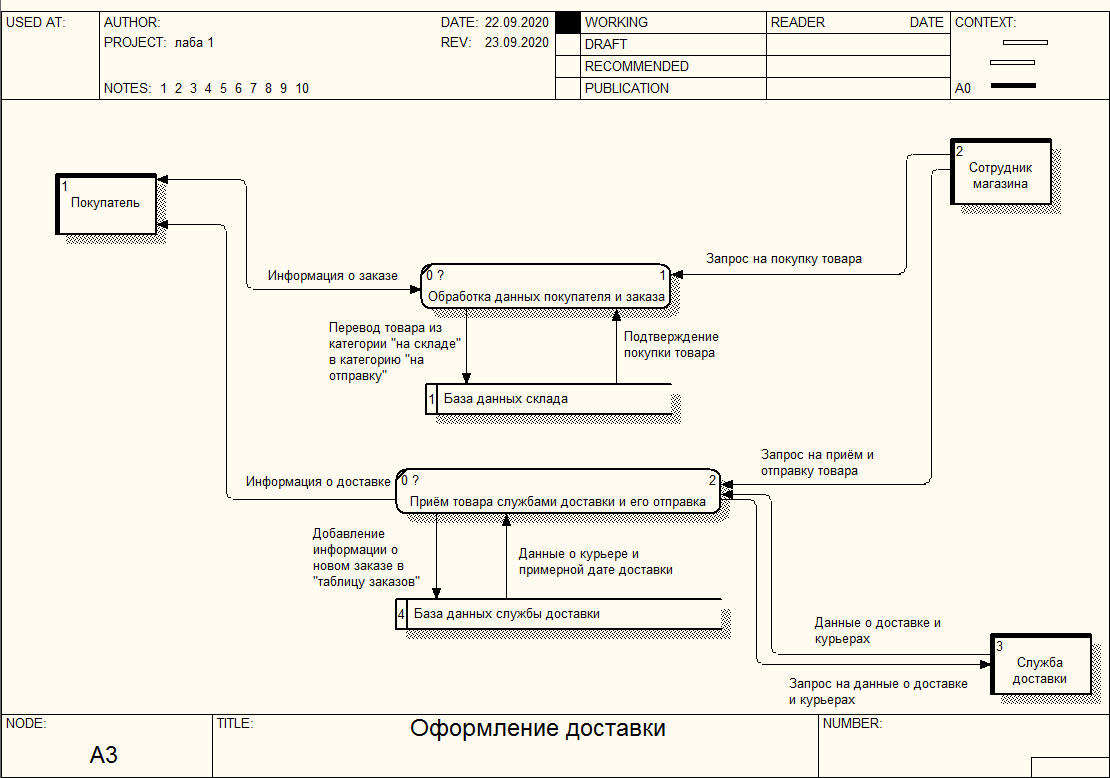 USED AT:
AUTHOR:
DATE: 22.09.2020
PROJECT: лаба 1
REV: 23.09.2020
NOTES: 1 2 3 4 5 6 7 8 9 10
WORKING
DRAFT
RECOMMENDED
PUBLICATION
READER
DATE
CONTEXT:
A0
1
Покупатель
2
Сотрудник
магазина
Информация о заказе
Запрос на покупку товара
0 ?
1
Обработка данных покупателя и заказа
Перевод товара из
категории "на складе"
в категорию "на
отправку"
Подтверждение
покупки товара
1
База данных склада
Запрос на приём и
отправку товара
Информация о доставке
0 ?
2
Приём товара службами доставки и его отправка
Добавление
информации о
новом заказе в
"таблицу заказов"
Данные о курьере и
примерной дате доставки
4
База данных службы доставки
Данные о доставке и
курьерах
3
Служба
доставки
Запрос на данные о доставке
и курьерах
NODE:
A3
TITLE:
Оформление доставки
NUMBER: